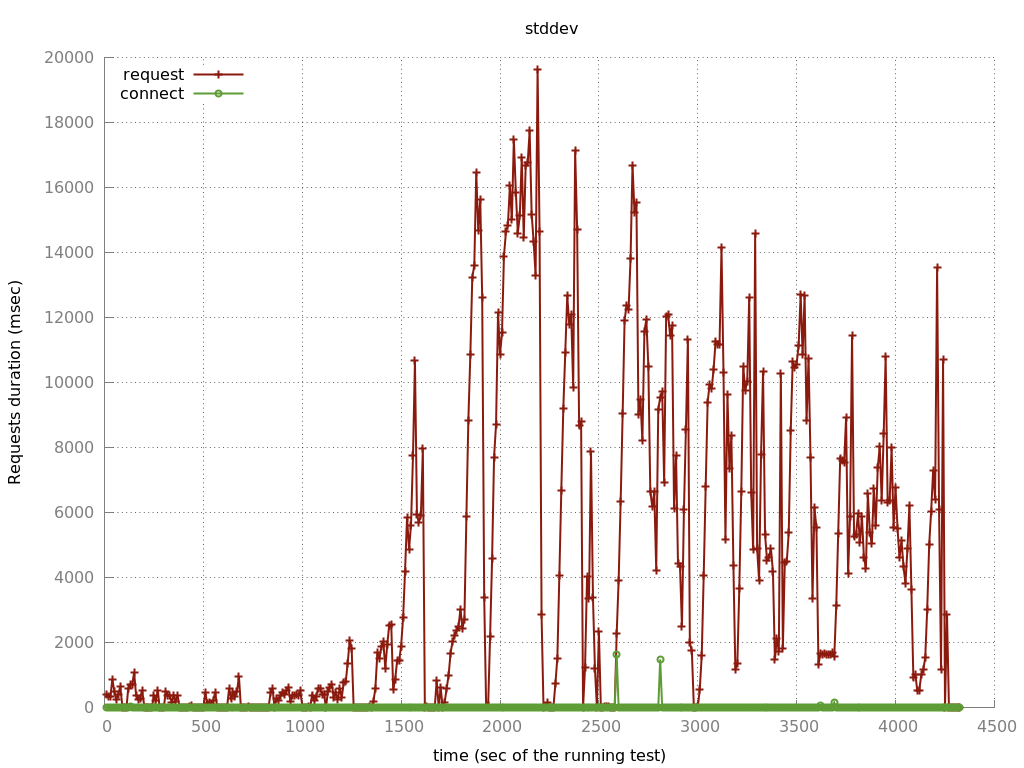 stddev
20000
18000
16000
14000
12000
10000
8000
6000
4000
2000
0
request
connect
Requests duration (msec)
0 500 1000 1500 2000 2500 3000 3500 4000 4500
time (sec of the running test)